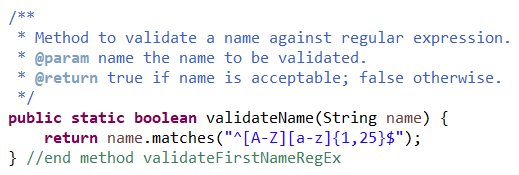 /**
 * Method to validate a name against regular expression.
 * @param name the name to be validated.
 * @return true if name is acceptable; false otherwise.
 */
public static boolean validateName(String name) {
    return name.matches("^[A-Z][a-z]{1,25}$");
} //end method validateFirstNameRegEx